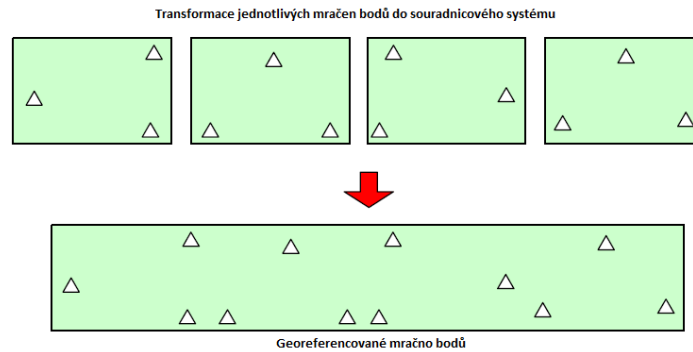 Transformace jednotlivých mračen bodů do souradnicového systému
Georeferencované mračno bodů